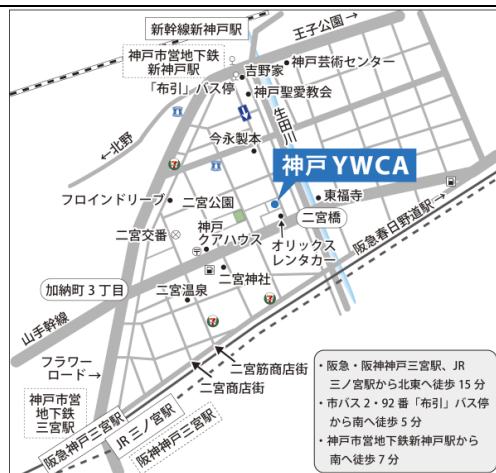 新幹線新神戸駅
王子公園
神戸市営地下鉄
新神戸駅
吉野家
神戸芸術センター
「布引」バス停
神戸聖愛教会
生田川
←北野
今永製本
神戸 YWCA
フロインドリーブ
二宮公園
東福寺
二宮橋
二宮交番
神戸
クアハウス
オリックス
レンタカー
阪急春日野道駅→
加納町3丁目
二宮神社
二宮温泉
山手幹線
フラワー
ロード→
二宮筋商店街
二宮商店街
神戸市営
地下鉄
三宮駅
阪急神戸三宮駅
JR 三ノ宮駅
阪神神戸三宮駅
・阪急・阪神神戸三宮駅、JR
三ノ宮駅から北東へ徒歩 15 分
・市バス 2・92 番「布引」バス停
から南へ徒歩 5 分
・神戸市営地下鉄新神戸駅から
南へ徒歩 7 分